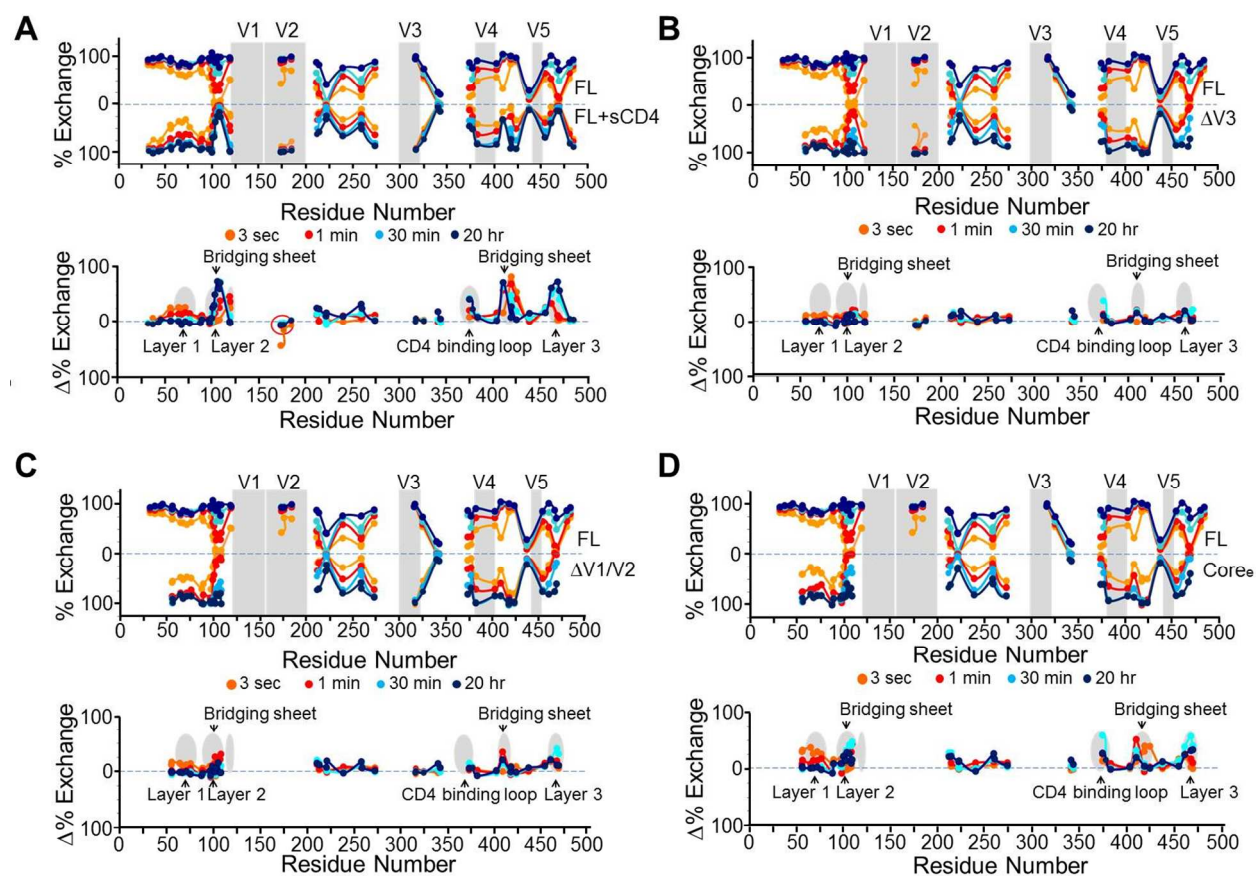 A
V1 V2 V3 V4 V5
% Exchange
100
0
100
FL
FL+sCD4
0 50 100 150 200 250 300 350 400 450 500
Residue Number
3 sec 1 min 30 min 20 hr
Δ% Exchange
100
0
100
Bridging sheet Bridging sheet
Layer 1 Layer 2 CD4 binding loop Layer 3
0 50 100 150 200 250 300 350 400 450 500
Residue Number
B
V1 V2 V3 V4 V5
% Exchange
100
0
100
FL
ΔV3
0 50 100 150 200 250 300 350 400 450 500
Residue Number
3 sec 1 min 30 min 20 hr
Δ% Exchange
100
0
100
Bridging sheet Bridging sheet
Layer 1 Layer 2 CD4 binding loop Layer 3
0 50 100 150 200 250 300 350 400 450 500
Residue Number
C
V1 V2 V3 V4 V5
% Exchange
100
0
100
FL
ΔV1/V2
0 50 100 150 200 250 300 350 400 450 500
Residue Number
3 sec 1 min 30 min 20 hr
Δ% Exchange
100
0
100
Bridging sheet Bridging sheet
Layer 1 Layer 2 CD4 binding loop Layer 3
0 50 100 150 200 250 300 350 400 450 500
Residue Number
D
V1 V2 V3 V4 V5
% Exchange
100
0
100
FL
Coreₑ
0 50 100 150 200 250 300 350 400 450 500
Residue Number
3 sec 1 min 30 min 20 hr
Δ% Exchange
100
0
100
Bridging sheet Bridging sheet
Layer 1 Layer 2 CD4 binding loop Layer 3
0 50 100 150 200 250 300 350 400 450 500
Residue Number